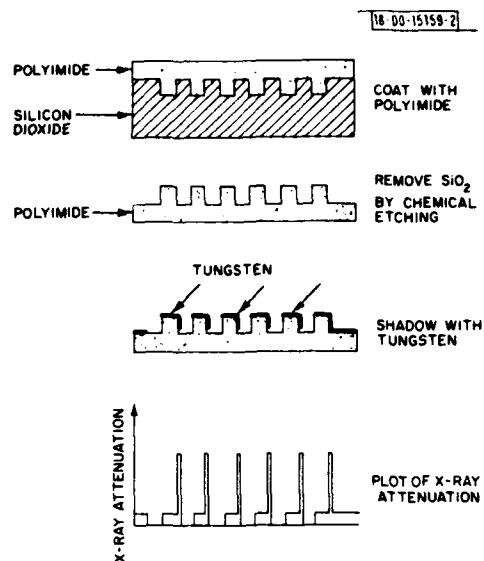 18-DO-15159-2
POLYIMIDE
SILICON
DIOXIDE
COAT WITH
POLYIMIDE
POLYIMIDE
REMOVE SiO2
BY CHEMICAL
ETCHING
TUNGSTEN
SHADOW WITH
TUNGSTEN
X-RAY ATTENUATION
PLOT OF X-RAY
ATTENUATION